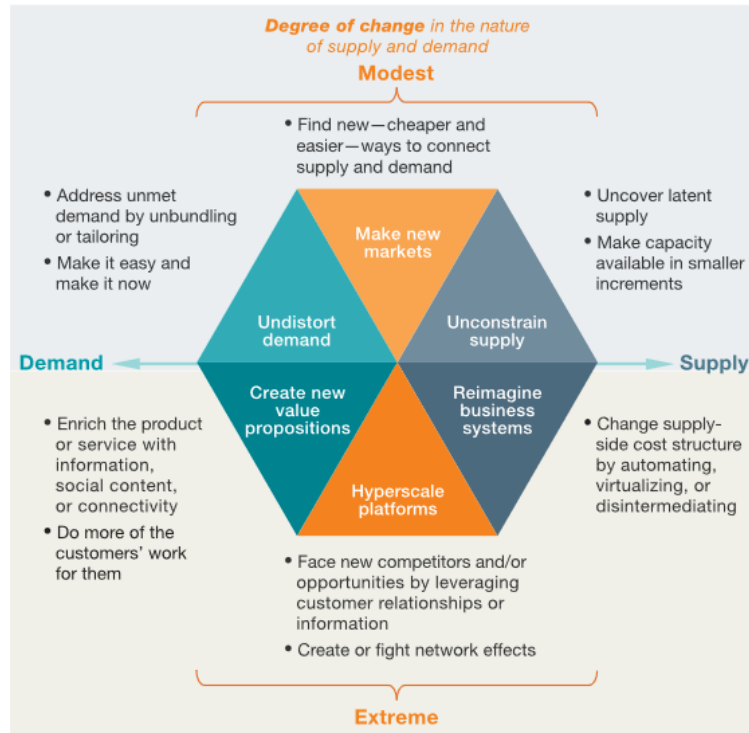 Degree of change in the nature
of supply and demand
Modest
• Find new—cheaper and
easier—ways to connect
supply and demand
• Address unmet
demand by unbundling
or tailoring
• Make it easy and
make it now
• Uncover latent
supply
• Make capacity
available in smaller
increments
Make new
markets
Undistort
demand
Unconstrain
supply
Demand
Supply
Create new
value
propositions
Reimagine
business
systems
Hyperscale
platforms
• Enrich the product
or service with
information,
social content,
or connectivity
• Do more of the
customers’ work
for them
• Change supply-
side cost structure
by automating,
virtualizing, or
disintermediating
• Face new competitors and/or
opportunities by leveraging
customer relationships or
information
• Create or fight network effects
Extreme